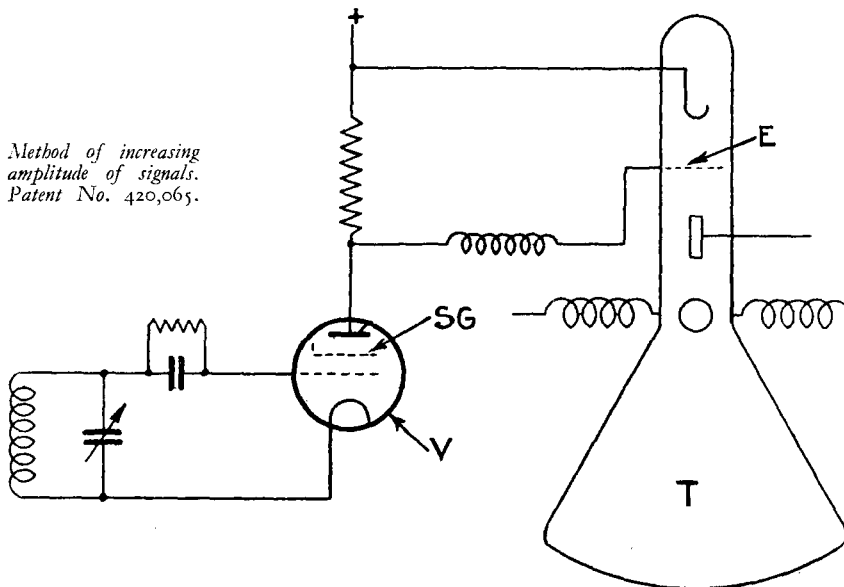 +
Method of increasing
amplitude of signals.
Patent No. 420,065.
E
SG
V
T